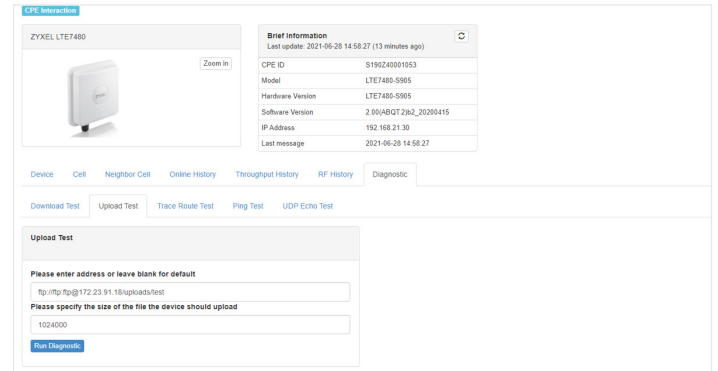 CPE Interaction
ZYXEL LTE7480
Zoom in
ZYXEL
Brief Information
Last update: 2021-06-28 14:58:27 (13 minutes ago)
CPE ID S190Z40001053
Model LTE7480-S905
Hardware Version LTE7480-S905
Software Version 2.00(ABQT.2)b2_20200415
IP Address 192.168.21.30
Last message 2021-06-28 14:58:27
Device Cell Neighbor Cell Online History Throughput History RF History Diagnostic
Download Test Upload Test Trace Route Test Ping Test UDP Echo Test
Upload Test
Please enter address or leave blank for default
ftp://ftp:ftp@172.23.91.18/uploads/test
Please specify the size of the file the device should upload
1024000
Run Diagnostic